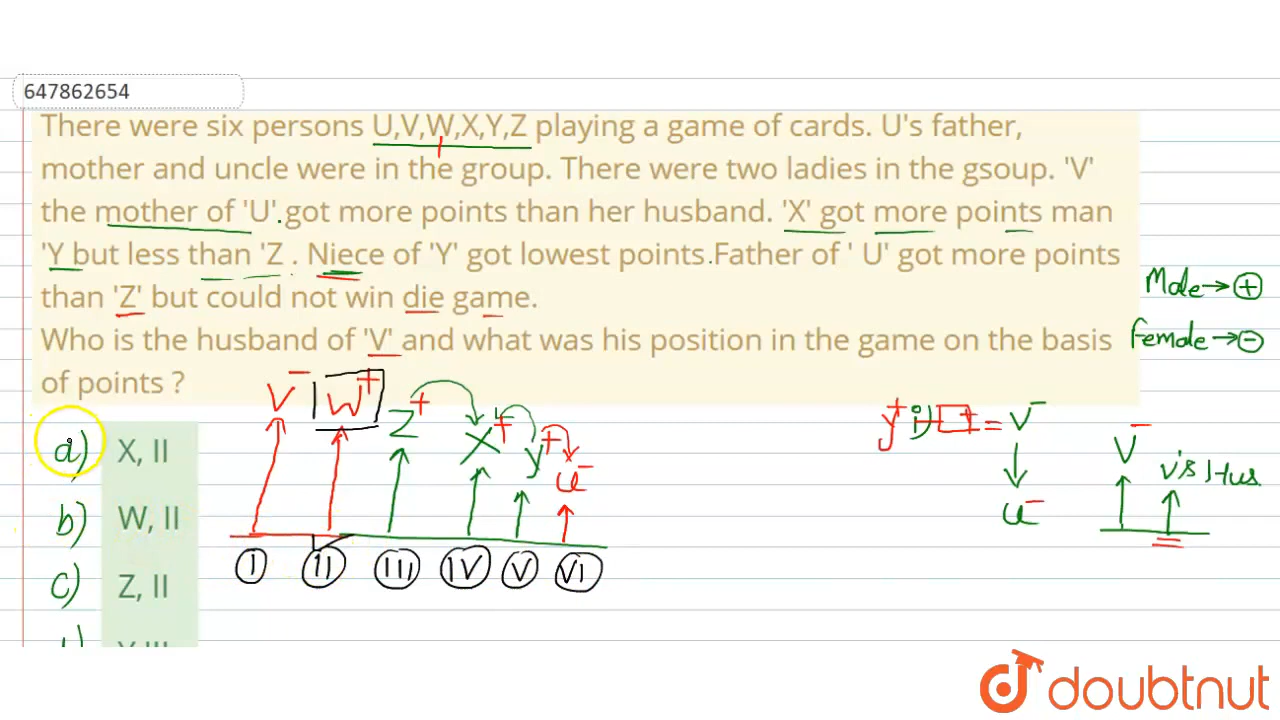 647862654
There were six persons U,V,W,X,Y,Z playing a game of cards. U's father,
mother and uncle were in the group. There were two ladies in the gsoup. 'V'
the mother of 'U'.got more points than her husband. 'X' got more points man
'Y but less than 'Z . Niece of 'Y' got lowest points.Father of ' U' got more points
than 'Z' but could not win die game.
Male → +
Who is the husband of 'V' and what was his position in the game on the basis
Female → -
of points ?
V- W+ Z+ X+ Y+ U-
y+ i) + = V-
U-
V- V's Hus.
a) X, II
b) W, II
c) Z, II
I II III IV V VI
doubtnut